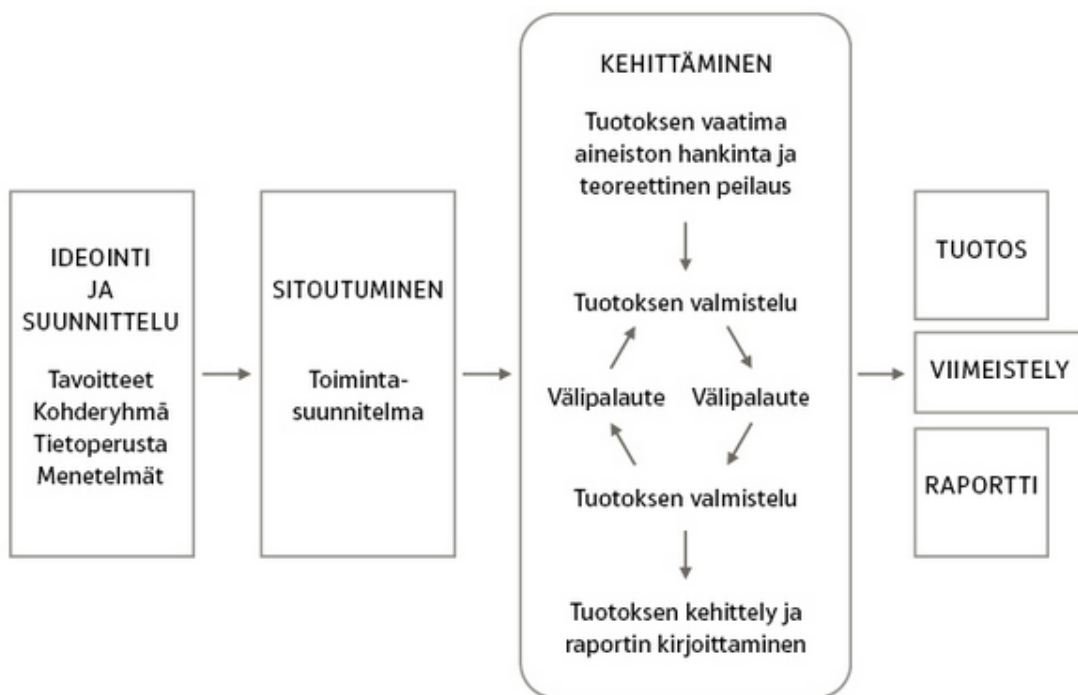 IDEOINTI
JA
SUUNNITTELU
Tavoitteet
Kohderyhmä
Tietoperusta
Menetelmät
SITOUTUMINEN
Toiminta-
suunnitelma
KEHITTÄMINEN
Tuotoksen vaatima
aineiston hankinta ja
teoreettinen peilaus
Tuotoksen valmistelu
Välipalaute
Välipalaute
Tuotoksen valmistelu
Tuotoksen kehittely ja
raportin kirjoittaminen
TUOTOS
VIIMEISTELY
RAPORTTI